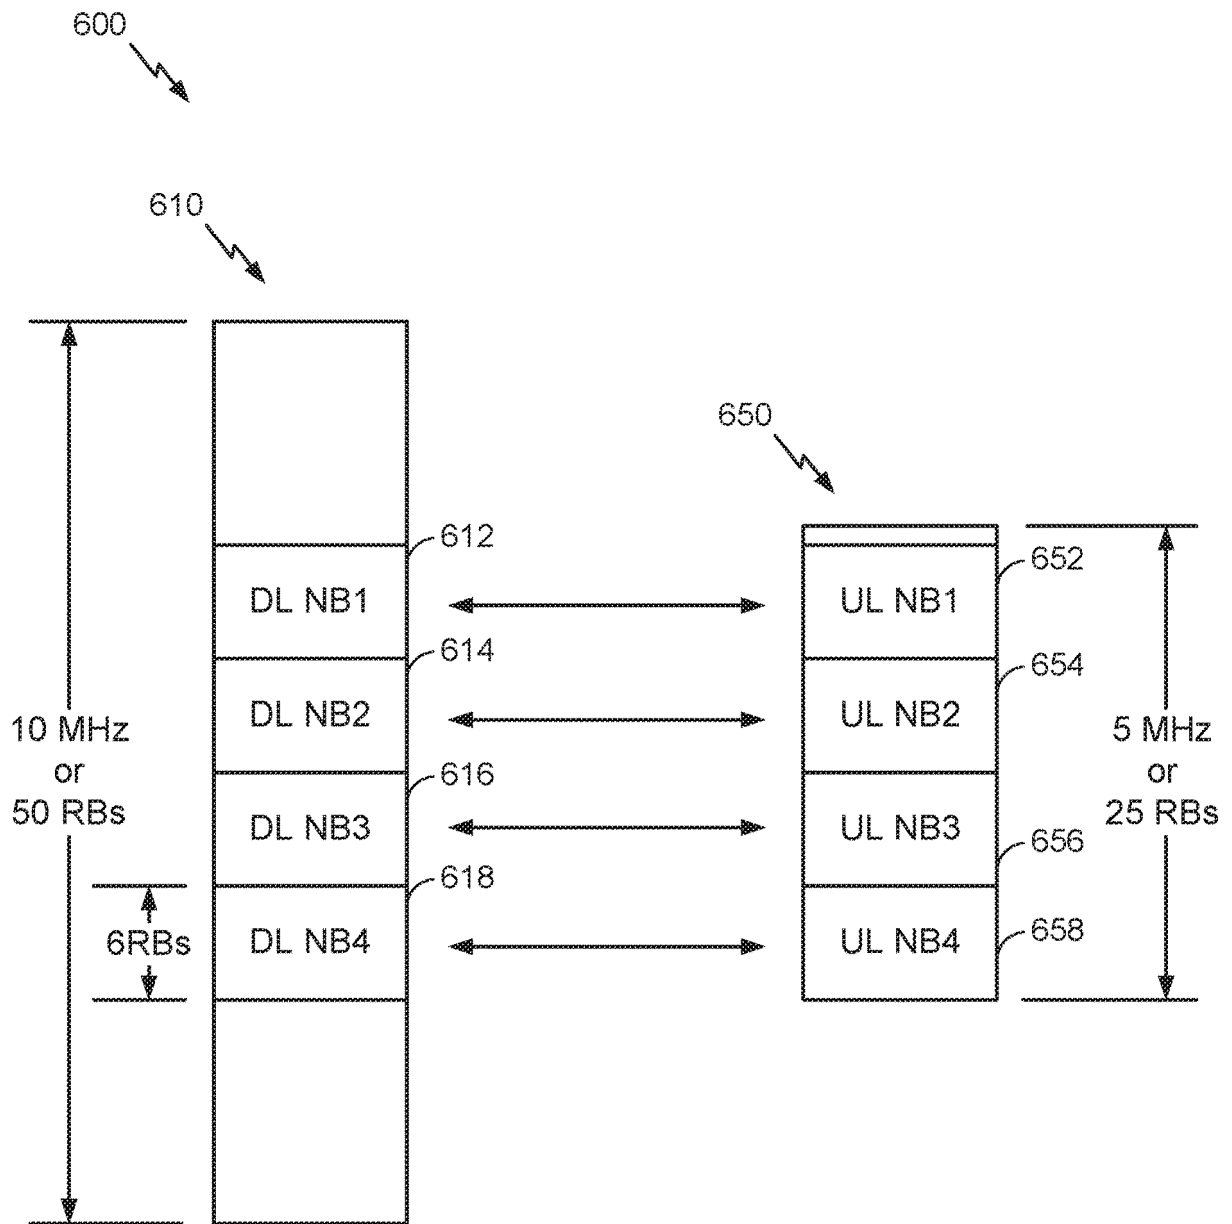 600
610
650
612
652
DL NB1
UL NB1
614
654
DL NB2
UL NB2
10 MHz
or
50 RBs
5 MHz
or
25 RBs
616
DL NB3
UL NB3
656
618
6RBs
DL NB4
UL NB4
658